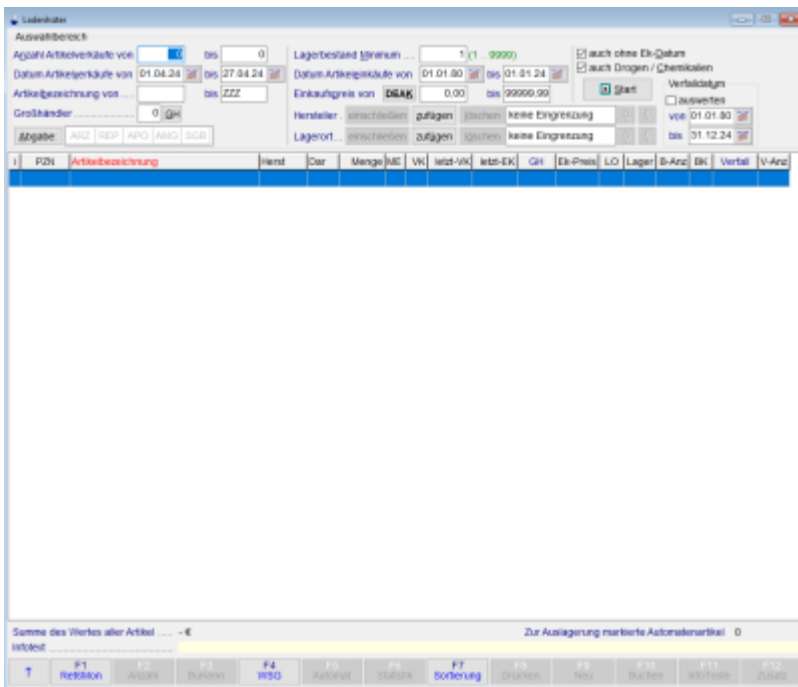 Ladenhüter
Auswahlbereich
Anzahl Artikelverkäufe von 0 bis 0 Lagerbestand Minimum .... 1 (1 .. 9999) auch ohne Ek-Datum
Datum Artikelverkäufe von 01.04.24 bis 27.04.24 Datum Artikeleinkäufe von 01.01.80 bis 01.01.24 auch Drogen / Chemikalien
Artikelbezeichnung von ..... bis ZZZ Einkaufspreis von DEAK 0,00 bis 99999,99 Start Verfalldatum
auswerten
Großhändler 0 GH Hersteller . einschließen zufügen löschen keine Eingrenzung von 01.01.80
Abgabe: ARZ REP APO AMG SGB Lagerort... einschließen zufügen löschen keine Eingrenzung bis 31.12.24
I PZN Artikelbezeichnung Herst Dar Menge ME VK letzt-VK letzt-EK GH Ek-Preis LO Lager B-Anz BK Verfall V-Anz
Summe des Wertes aller Artikel ..... - € Zur Auslagerung markierte Automatenartikel 0
Infotext
↑ F1 F2 F3 F4 F5 F6 F7 F8 F9 F10 F11 F12
Refktion Anzahl WSG Automat Statistik Sortierung Drucken Neu Buchen InfoTexte Zusatz